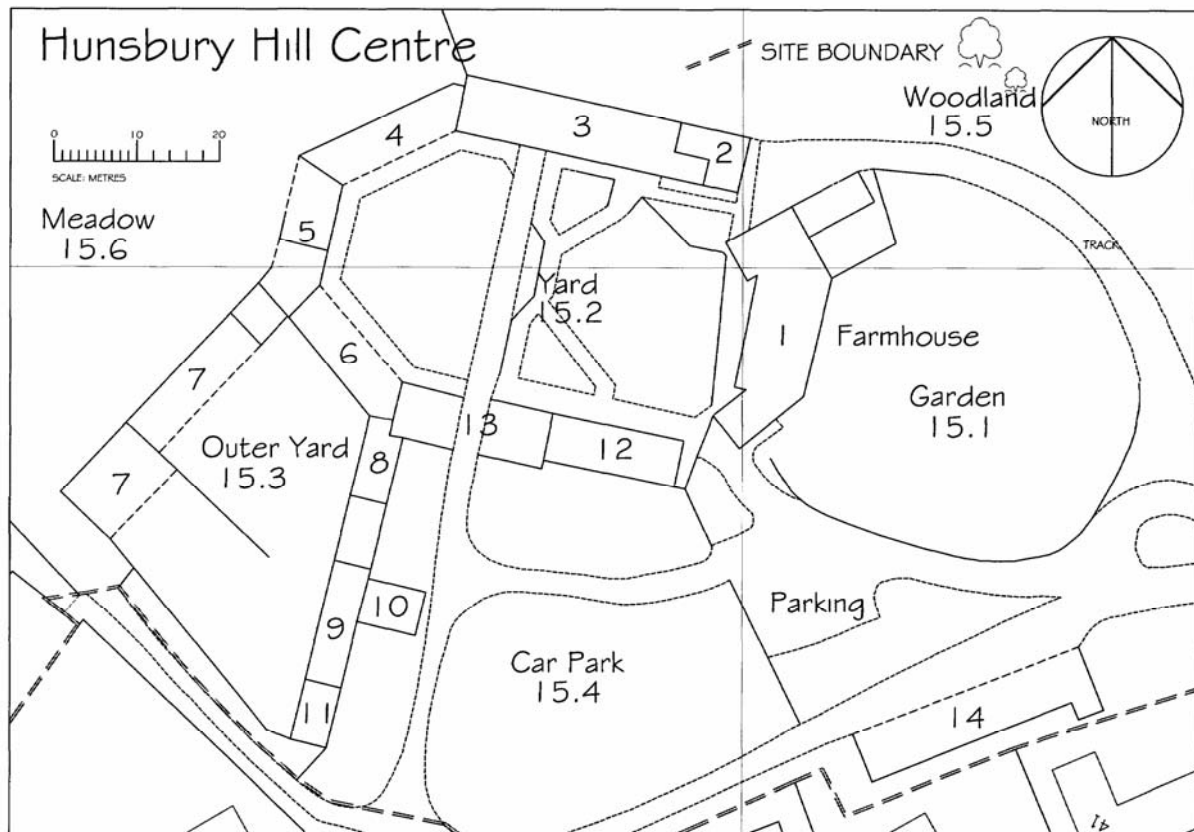 Hunsbury Hill Centre
SITE BOUNDARY
Woodland
15.5
NORTH
0 10 20
SCALE: METRES
Meadow
15.6
4
3
2
5
TRACK
Yard
15.2
1
Farmhouse
6
7
Garden
15.1
13
12
Outer Yard
15.3
8
7
10
9
Parking
Car Park
15.4
11
14
41